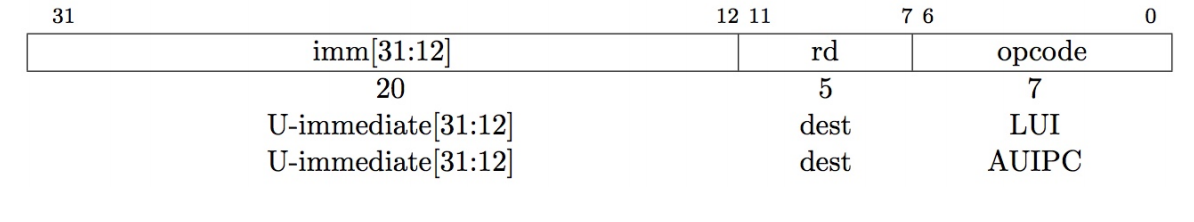 31 12 11 7 6 0
imm[31:12] rd opcode
20 5 7
U-immediate[31:12] dest LUI
U-immediate[31:12] dest AUIPC